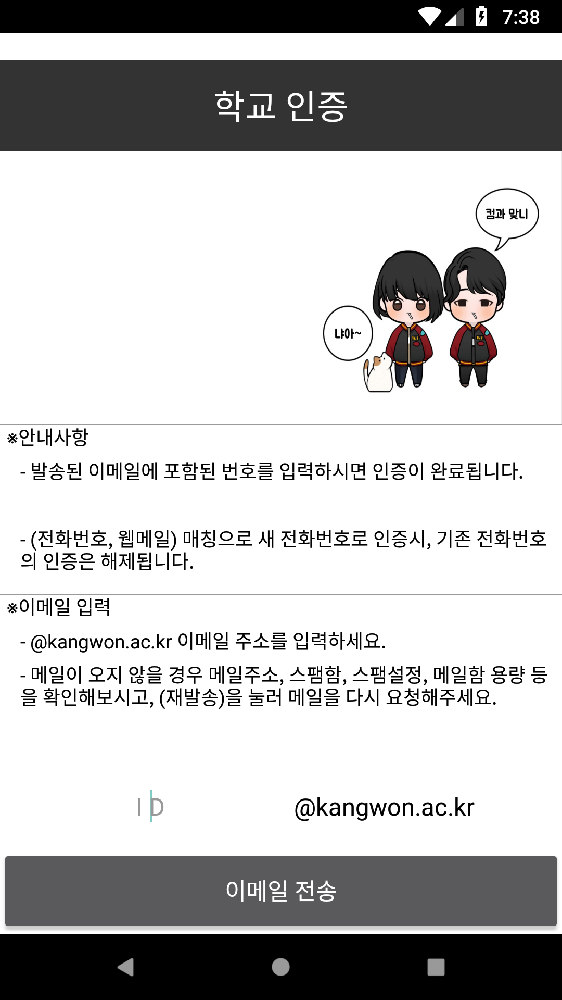 7:38
학교 인증
컴과 맞니
냐아~
※안내사항
- 발송된 이메일에 포함된 번호를 입력하시면 인증이 완료됩니다.
- (전화번호, 웹메일) 매칭으로 새 전화번호로 인증시, 기존 전화번호
의 인증은 해제됩니다.
※이메일 입력
- @kangwon.ac.kr 이메일 주소를 입력하세요.
- 메일이 오지 않을 경우 메일주소, 스팸함, 스팸설정, 메일함 용량 등
을 확인해보시고, (재발송)을 눌러 메일을 다시 요청해주세요.
I D @kangwon.ac.kr
이메일 전송